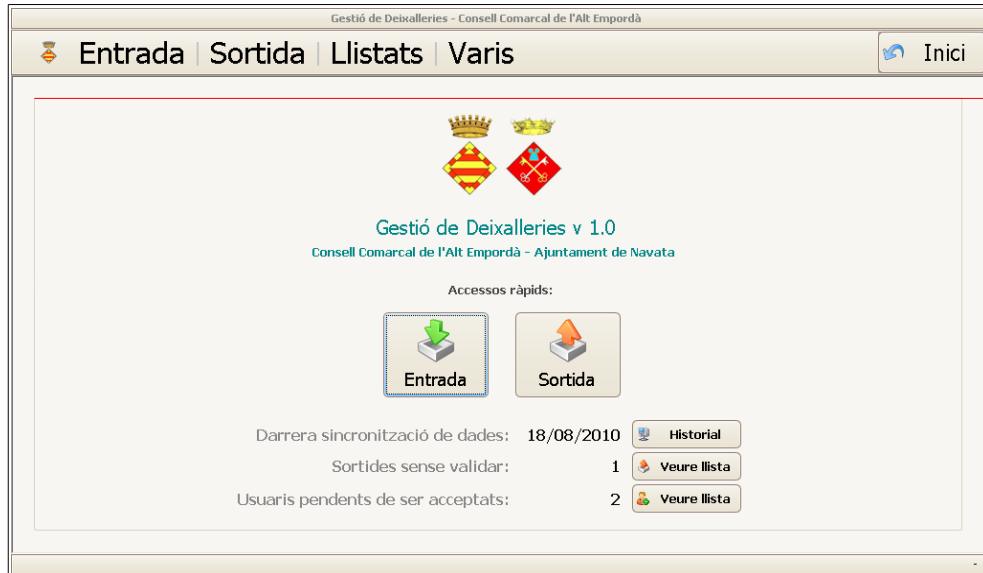 Gestió de Deixalleries - Consell Comarcal de l'Alt Empordà
Entrada | Sortida | Llistats | Varis Inici
Gestió de Deixalleries v 1.0
Consell Comarcal de l'Alt Empordà - Ajuntament de Navata
Accessos ràpids:
Entrada Sortida
Darrera sincronització de dades: 18/08/2010 Historial
Sortides sense validar: 1 Veure llista
Usuaris pendents de ser acceptats: 2 Veure llista
-